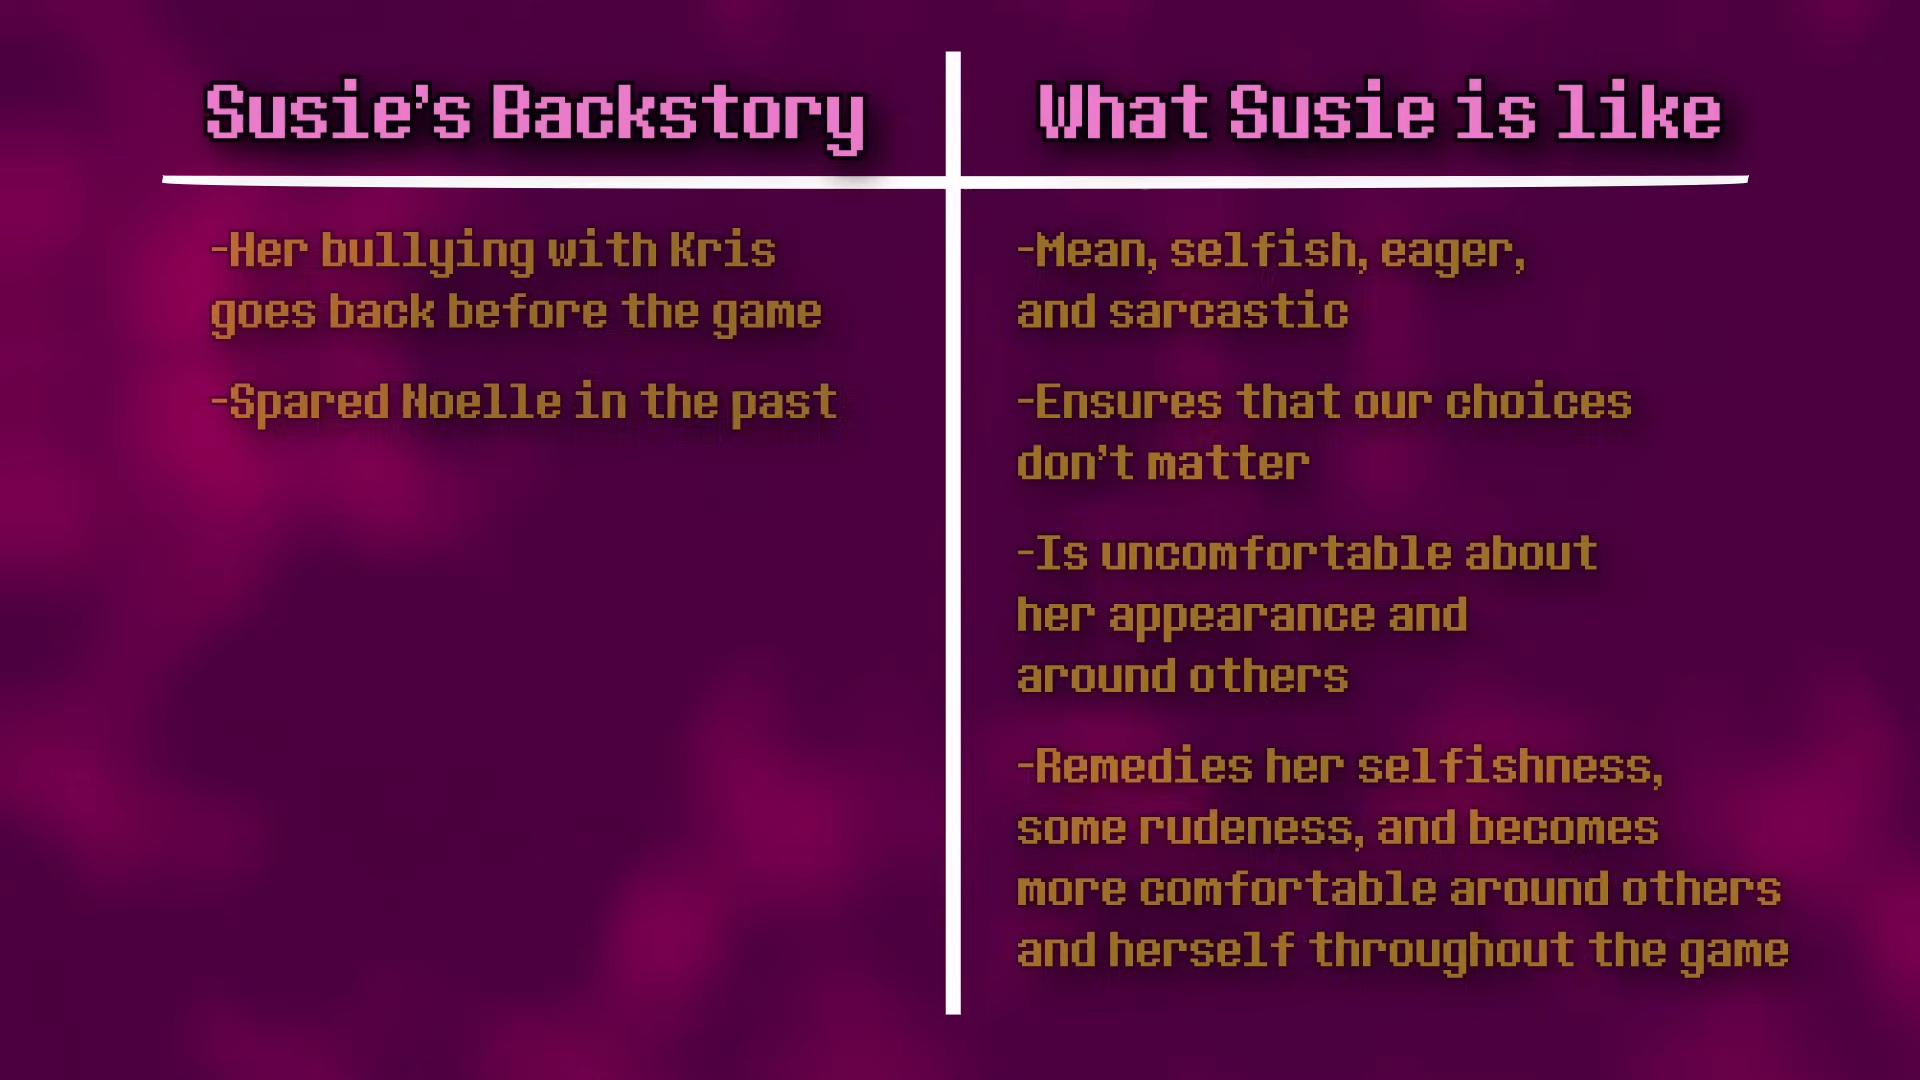 Susie's Backstory
-Her bullying with Kris
goes back before the game
-Spared Noelle in the past
What Susie is like
-Mean, selfish, eager,
and sarcastic
-Ensures that our choices
don't matter
-Is uncomfortable about
her appearance and
around others
-Remedies her selfishness,
some rudeness, and becomes
more comfortable around others
and herself throughout the game